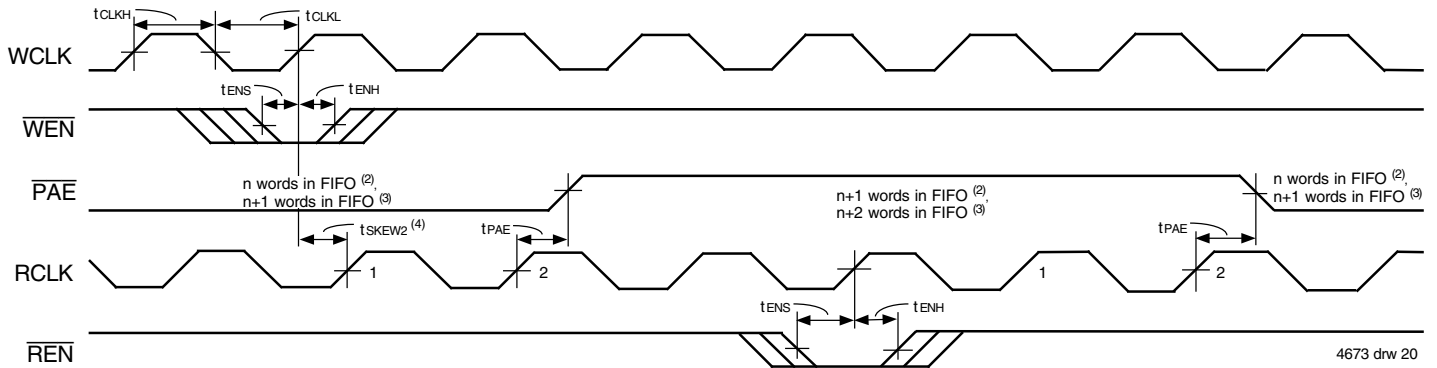 tCLKH
tCLKL
WCLK
tENS
tENH
WEN
PAE
n words in FIFO (2),
n+1 words in FIFO (3)
n+1 words in FIFO (2),
n+2 words in FIFO (3)
n words in FIFO (2),
n+1 words in FIFO (3)
tSKEW2 (4)
tPAE
tPAE
RCLK
1
2
1
2
tENS
tENH
REN
4673 drw 20